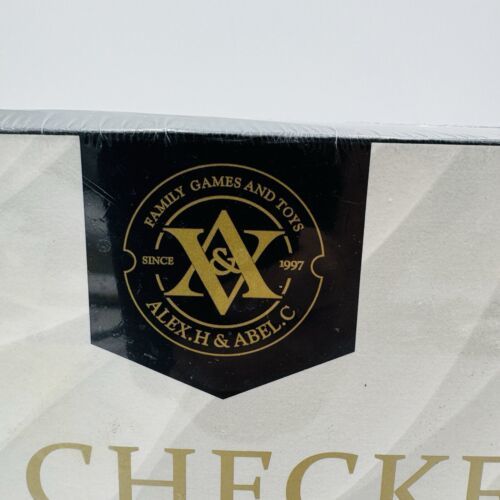 FAMILY GAMES AND TOYS
A&A
SINCE 1997
ALEX.H & ABEL.C
CHECKE